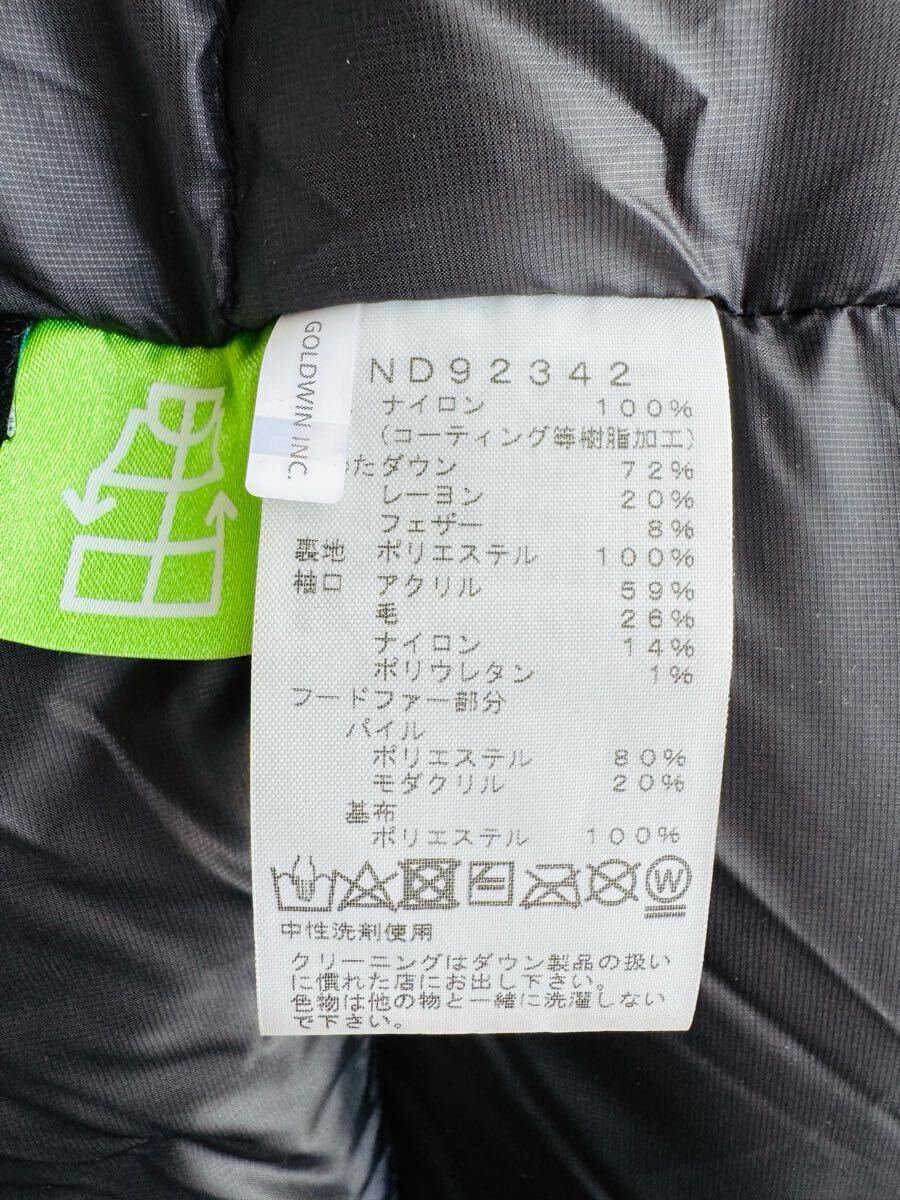 GOLDWIN INC.
ND92342
ナイロン 100%
(コーティング等樹脂加工)
たダウン 72%
レーヨン 20%
フェザー 8%
裏地 ポリエステル 100%
袖口 アクリル 59%
毛 26%
ナイロン 14%
ポリウレタン 1%
フードファー部分
パイル
ポリエステル 80%
モダクリル 20%
基布
ポリエステル 100%
W
中性洗剤使用
クリーニングはダウン製品の扱い
に慣れた店にお出し下さい。
色物は他の物と一緒に洗濯しない
で下さい。